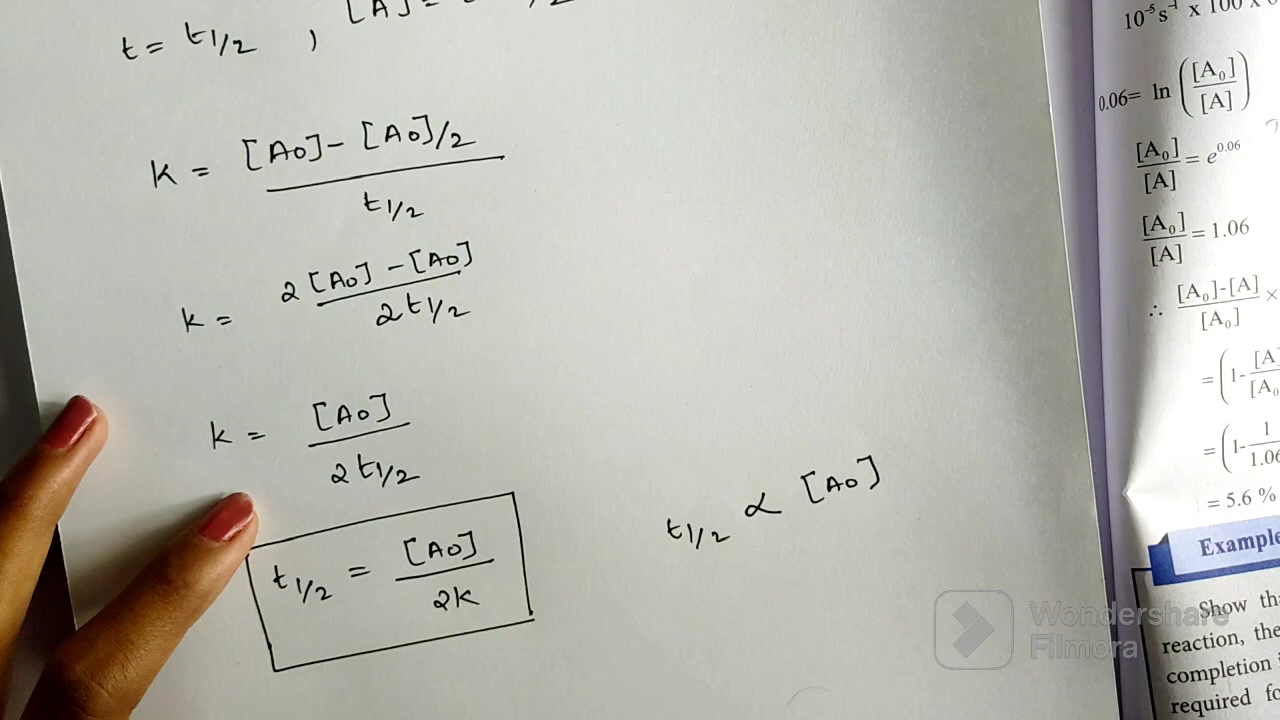 t = t1/2 , [A] =
k = [A0] - [A0]/2
t1/2
k = 2[A0] - [A0]
2t1/2
k = [A0]
2t1/2
t1/2 = [A0]
2k
t1/2 ∝ [A0]
10⁻⁵s⁻¹ x 100 x
0.06= ln ([A₀]
[A])
[A₀]
[A] = e^0.06
[A₀]
[A] = 1.06
∴ [A₀]-[A]
[A₀] ×
= (1- [A
[A₀
= (1- 1
1.06
= 5.6 %
Example
Show
reaction, the
completion
required
Wondershare
Filmora